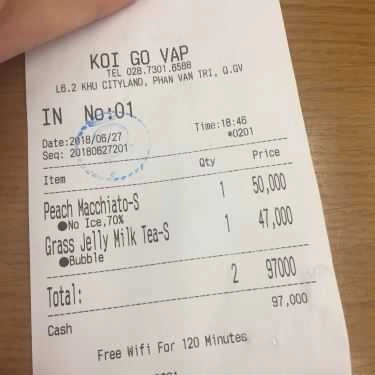 KOI GO VAP
TEL 028.7301.6588
L6.2 KHU CITYLAND, PHAN VAN TRI, Q.GV
IN No:01
Date:2018/06/27 Time:18:46
Seq: 20180627201 *0201
Item Qty Price
Peach Macchiato-S 1 50,000
●No Ice,70%
Grass Jelly Milk Tea-S 1 47,000
●Bubble
Total: 2 97000
Cash 97,000
Free Wifi For 120 Minutes